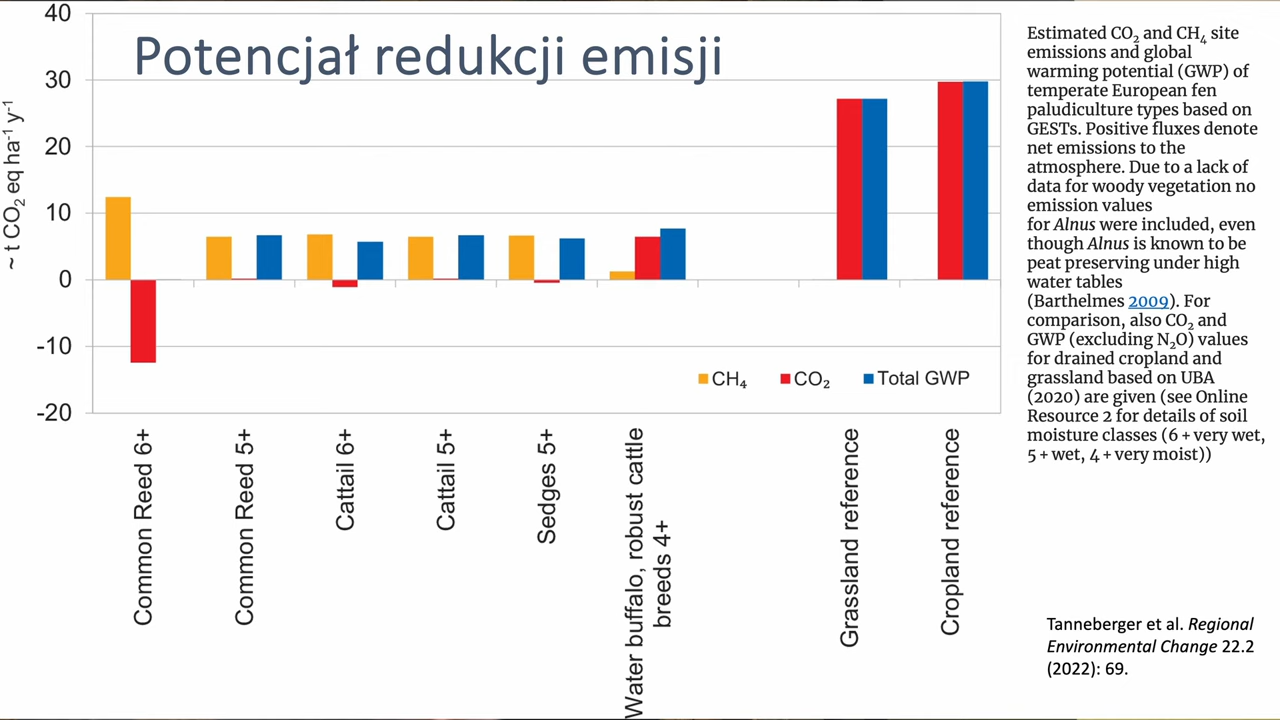 Potencjał redukcji emisji
40
30
20
10
0
-10
-20
~ t CO₂ eq ha⁻¹ y⁻¹
CH₄
CO₂
Total GWP
Common Reed 6+
Common Reed 5+
Cattail 6+
Cattail 5+
Sedges 5+
Water buffalo, robust cattle
breeds 4+
Grassland reference
Cropland reference
Estimated CO₂ and CH₄ site
emissions and global
warming potential (GWP) of
temperate European fen
paludiculture types based on
GESTs. Positive fluxes denote
net emissions to the
atmosphere. Due to a lack of
data for woody vegetation no
emission values
for Alnus were included, even
though Alnus is known to be
peat preserving under high
water tables
(Barthelmes 2009). For
comparison, also CO₂ and
GWP (excluding N₂O) values
for drained cropland and
grassland based on UBA
(2020) are given (see Online
Resource 2 for details of soil
moisture classes (6 + very wet,
5 + wet, 4 + very moist))
Tanneberger et al. Regional
Environmental Change 22.2
(2022): 69.